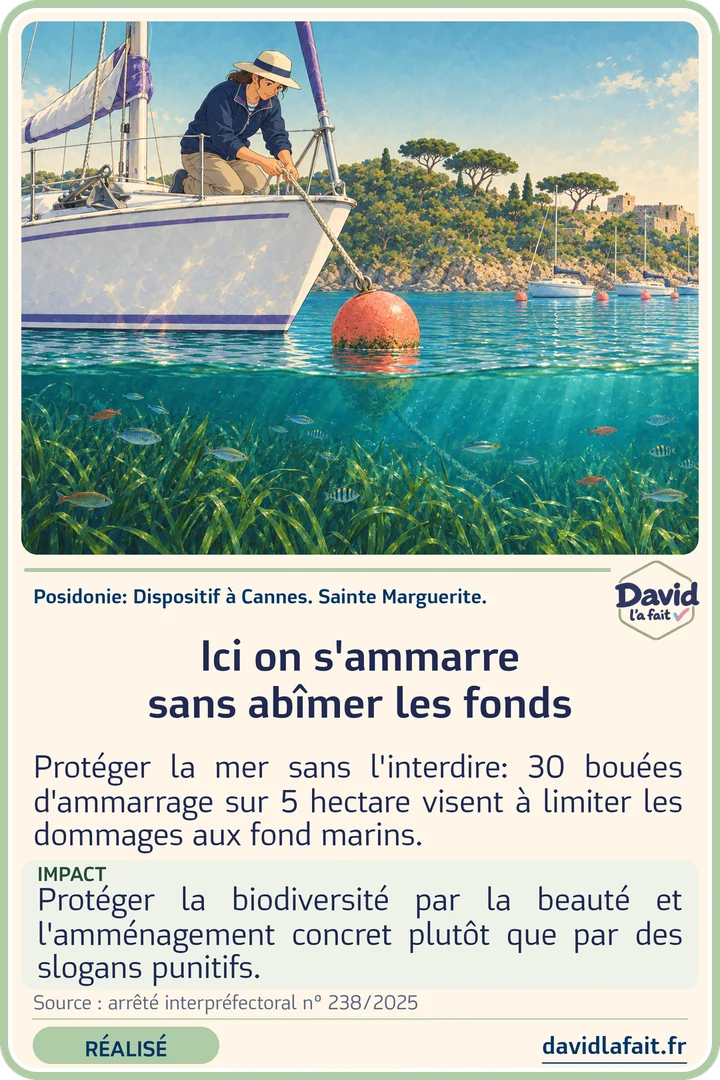 Posidonie: Dispositif à Cannes. Sainte Marguerite.
David
l'a fait
Ici on s'ammarre
sans abîmer les fonds
Protéger la mer sans l'interdire: 30 bouées
d'ammarrage sur 5 hectare visent à limiter les
dommages aux fond marins.
IMPACT
Protéger la biodiversité par la beauté et
l'amménagement concret plutôt que par des
slogans punitifs.
Source : arrêté interpréfectoral n° 238/2025
RÉALISÉ
davidlafait.fr